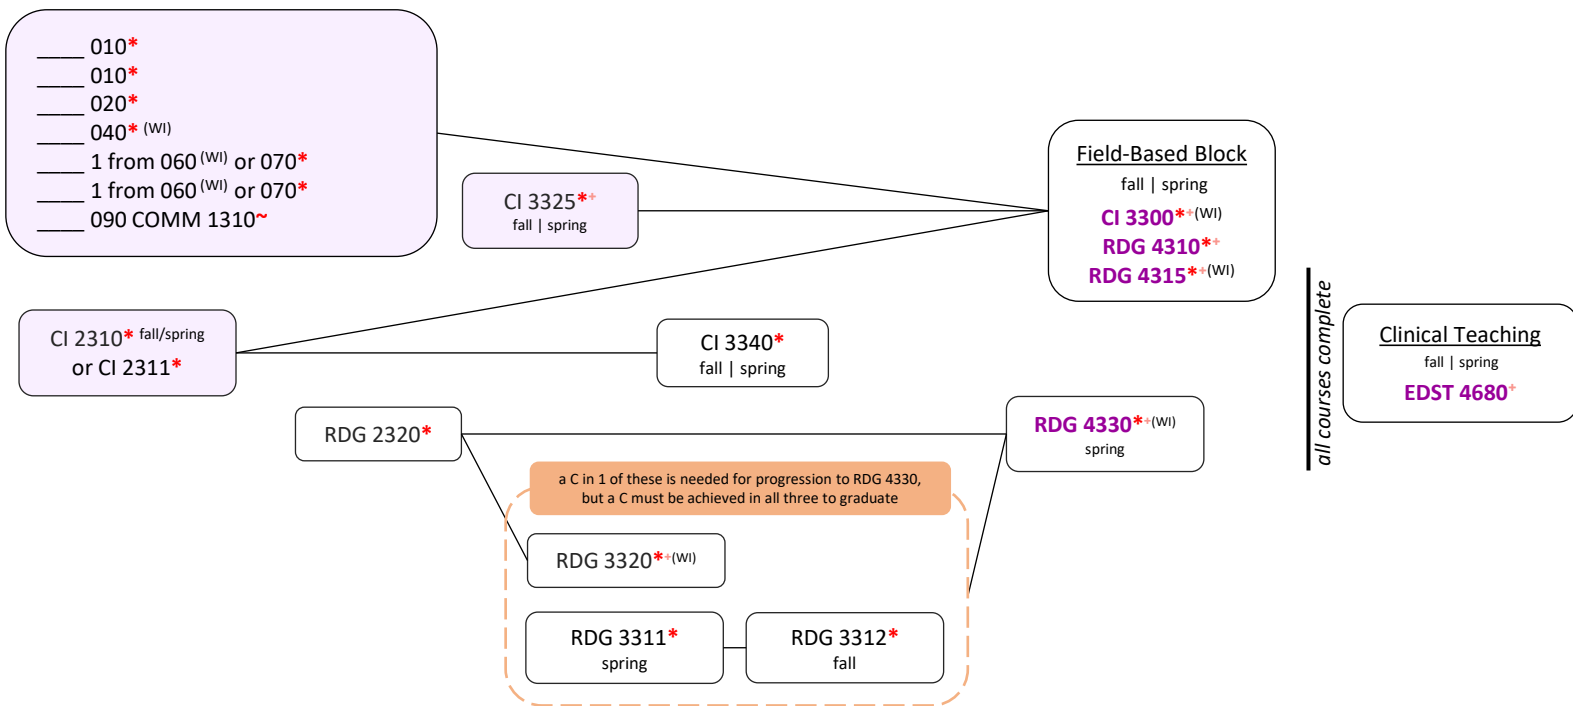 ____ 010*
____ 010*
____ 020*
____ 040* (WI)
____ 1 from 060 (WI) or 070*
____ 1 from 060 (WI) or 070*
____ 090 COMM 1310~
CI 3325*+
fall | spring
Field-Based Block
fall | spring
CI 3300*+(WI)
RDG 4310*+
RDG 4315*+(WI)
CI 2310* fall/spring
or CI 2311*
CI 3340*
fall | spring
all courses complete
Clinical Teaching
fall | spring
EDST 4680+
RDG 2320*
RDG 4330*+(WI)
spring
a C in 1 of these is needed for progression to RDG 4330,
but a C must be achieved in all three to graduate
RDG 3320*+(WI)
RDG 3311*
spring
RDG 3312*
fall